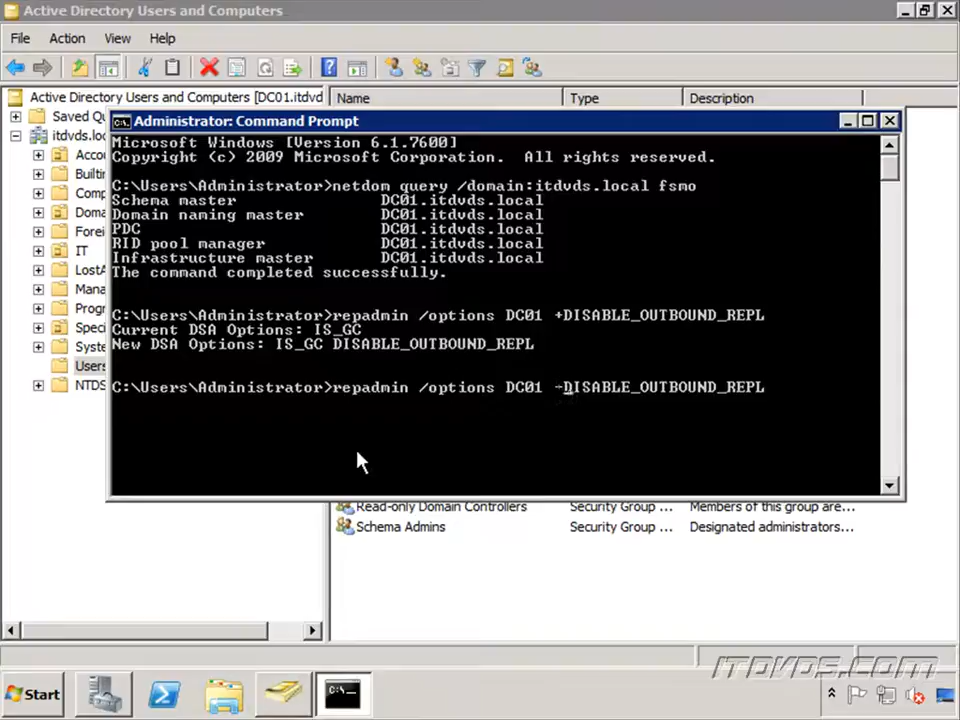 Active Directory Users and Computers
File Action View Help
Active Directory Users and Computers [DC01.itdvd
Name Type Description
Saved Qu
itdvds.loc
Accou
Builtin
Comp
Doma
Forei
IT
LostA
Mana
Progr
Speci
Syste
Users
NTDS
Administrator: Command Prompt
Microsoft Windows [Version 6.1.7600]
Copyright (c) 2009 Microsoft Corporation. All rights reserved.
C:\Users\Administrator>netdom query /domain:itdvds.local fsmo
Schema master DC01.itdvds.local
Domain naming master DC01.itdvds.local
PDC DC01.itdvds.local
RID pool manager DC01.itdvds.local
Infrastructure master DC01.itdvds.local
The command completed successfully.
C:\Users\Administrator>repadmin /options DC01 +DISABLE_OUTBOUND_REPL
Current DSA Options: IS_GC
New DSA Options: IS_GC DISABLE_OUTBOUND_REPL
C:\Users\Administrator>repadmin /options DC01 -DISABLE_OUTBOUND_REPL
Read-only Domain Controllers Security Group ... Members of this group are...
Schema Admins Security Group ... Designated administrators...
ITDVDS.COM
Start
C:\